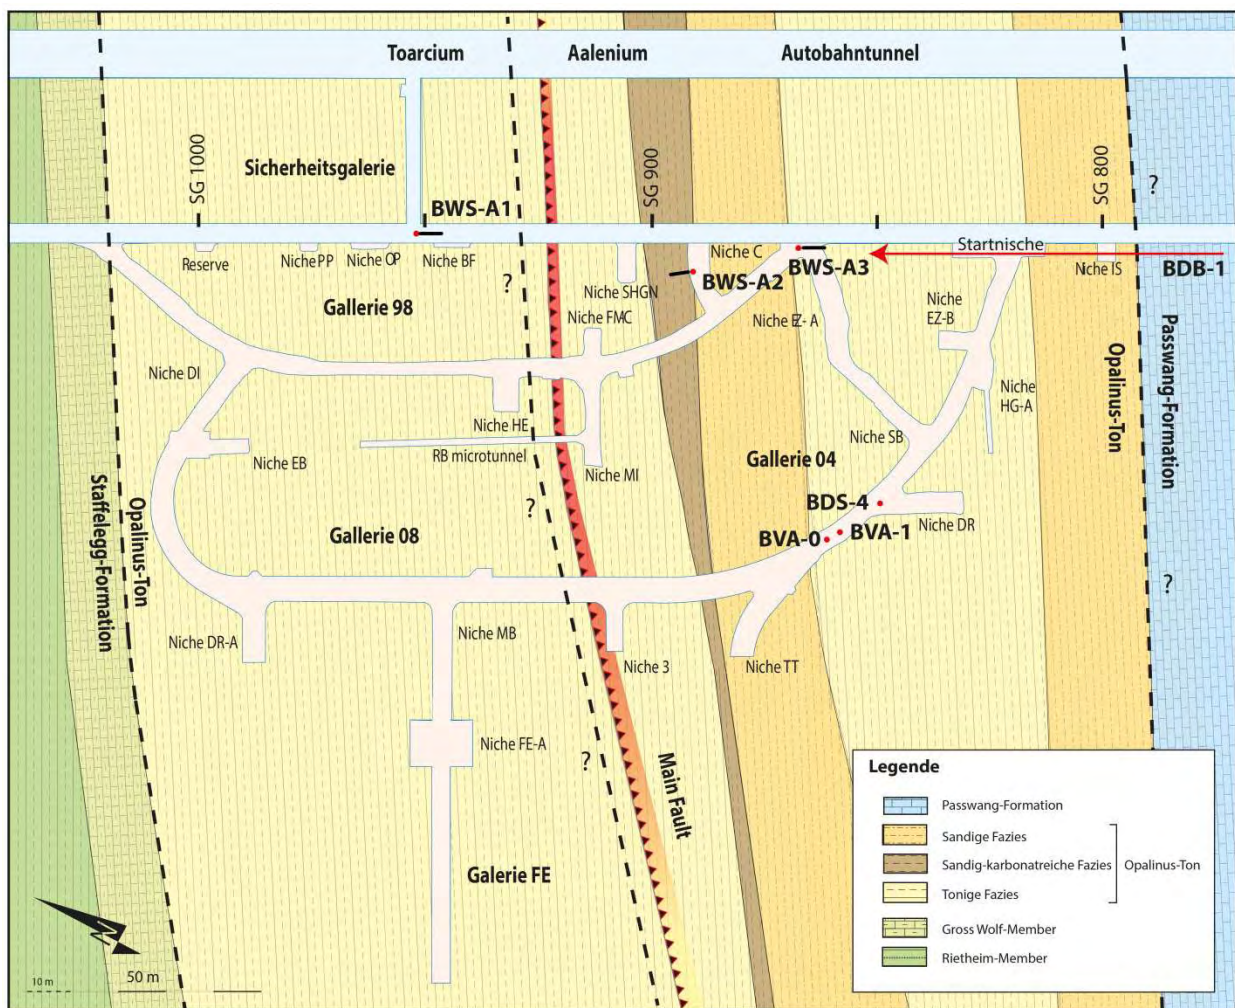 Toarcium
Aalenium
Autobahntunnel
Sicherheitsgalerie
SG 1000
SG 900
SG 800
?
BWS-A1
Reserve
Niche PP
Niche OP
Niche BF
Niche SHGN
Niche C
BWS-A2
BWS-A3
Startnische
Niche IS
BDB-1
?
Gallerie 98
Niche FM-C
Niche EZ- A
Niche
EZ-B
Niche DI
Niche
HG-A
Niche HE
Niche SB
Niche EB
RB microtunnel
Niche MI
Gallerie 04
Opalinus-Ton
Passwang-Formation
Staffelegg-Formation
Opalinus-Ton
?
BDS-4
Niche DR
Gallerie 08
BVA-0
BVA-1
?
Niche DR-A
Niche MB
Niche 3
Niche TT
Niche FE-A
?
Main Fault
Galerie FE
Legende
Passwang-Formation
Sandige Fazies
Sandig-karbonatreiche Fazies
Opalinus-Ton
Tonige Fazies
Gross Wolf-Member
Rietheim-Member
N
10 m
50 m